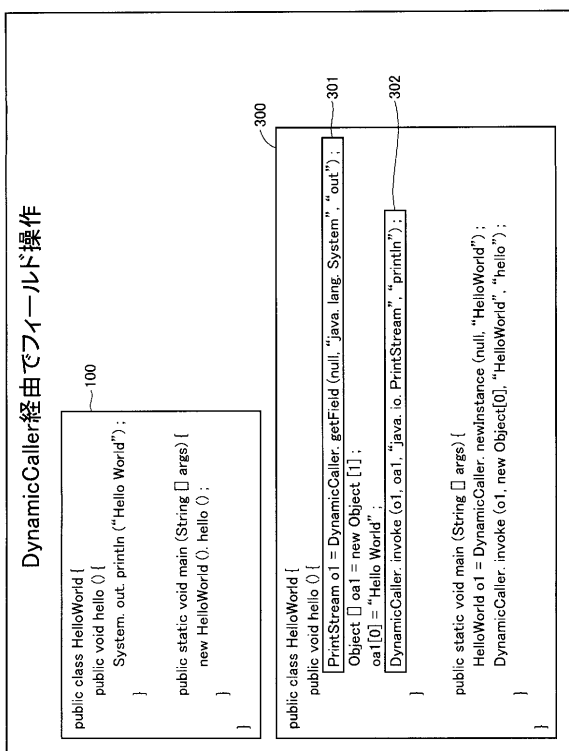 DynamicCaller経由でフィールド操作
100
public class HelloWorld {
public void hello () {
System. out. println (“Hello World”) ;
}
public static void main (String [] args) {
new HelloWorld (). hello () ;
}
}
300
public class HelloWorld {
public void hello () {
PrintStream o1 = DynamicCaller. getField (null, “java. lang. System”, “out”) ;
301
Object [] oa1 = new Object [1] ;
oa1[0] = “Hello World” ;
DynamicCaller. invoke (o1, oa1, “java. io. PrintStream”, “println”) ;
302
}
public static void main (String [] args) {
HelloWorld o1 = DynamicCaller. newInstance (null, “HelloWorld”) ;
DynamicCaller. invoke (o1, new Object[0], “HelloWorld”, “hello”) ;
}
}